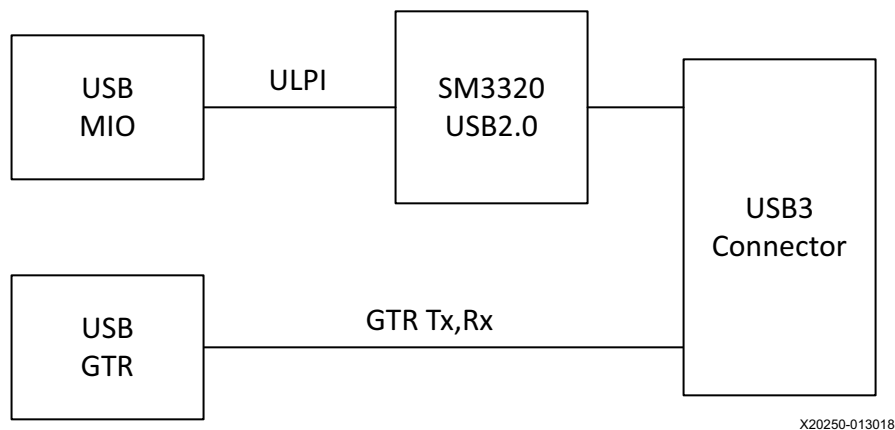 USB
MIO
ULPI
SM3320
USB2.0
USB3
Connector
USB
GTR
GTR Tx,Rx
X20250-013018